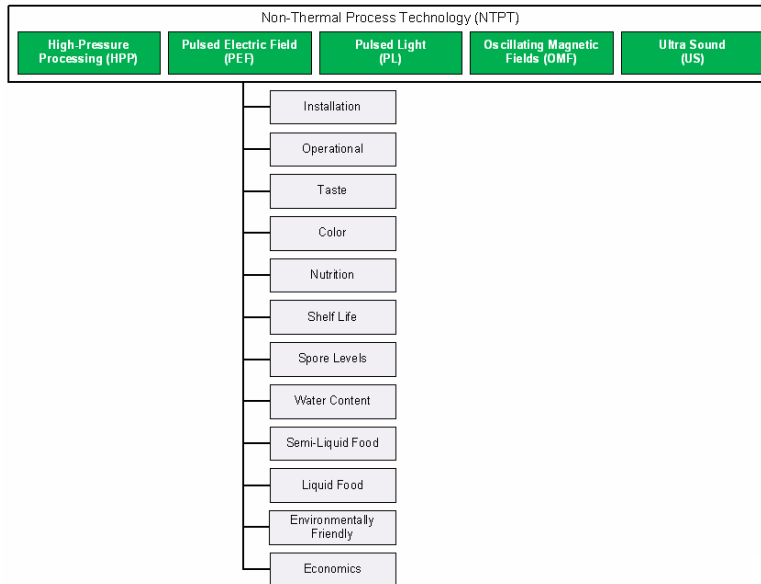 Non-Thermal Process Technology (NTPT)
High-Pressure
Processing (HPP)
Pulsed Electric Field
(PEF)
Pulsed Light
(PL)
Oscillating Magnetic
Fields (OMF)
Ultra Sound
(US)
Installation
Operational
Taste
Color
Nutrition
Shelf Life
Spore Levels
Water Content
Semi-Liquid Food
Liquid Food
Environmentally
Friendly
Economics